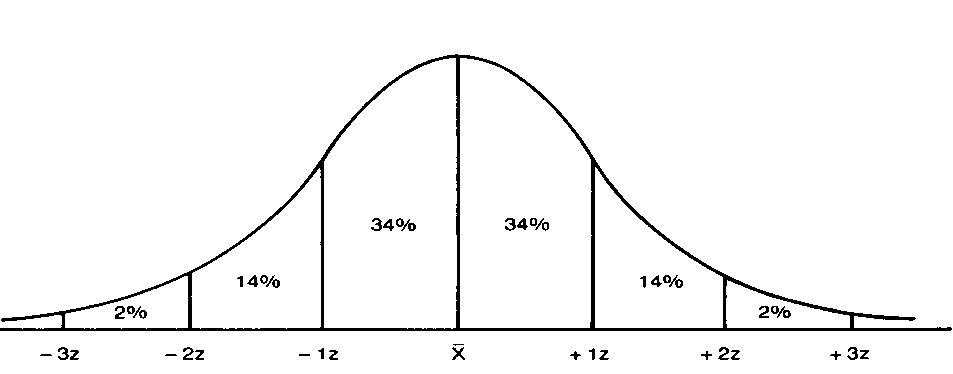 34% 34%
14% 14%
2% 2%
– 3z – 2z – 1z X̅ + 1z + 2z + 3z